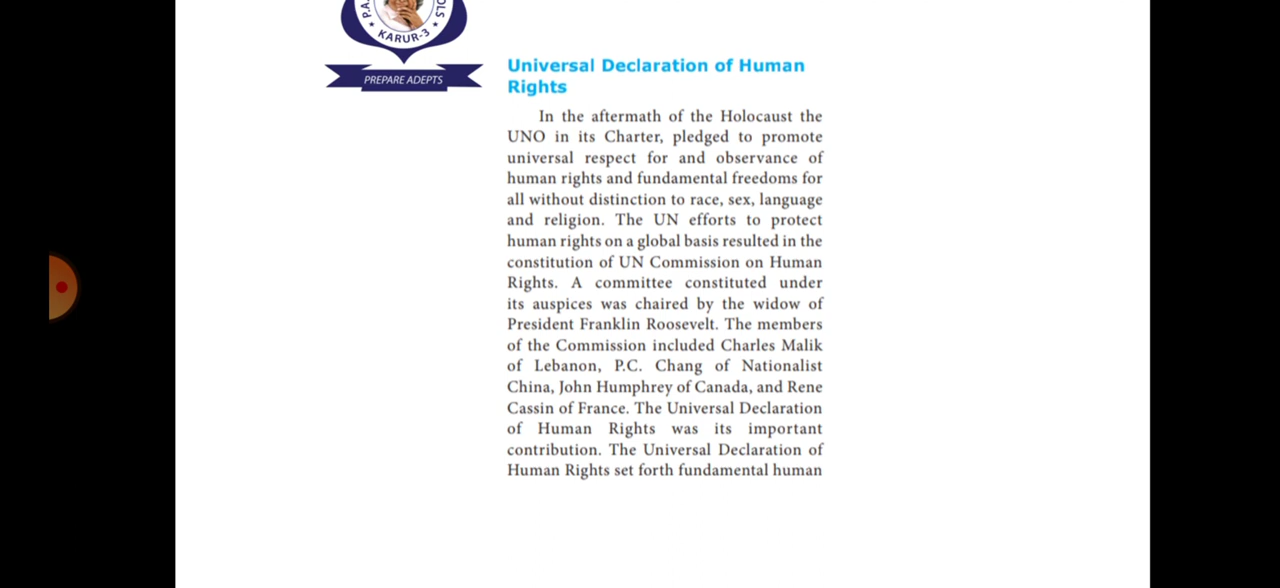 P.A.
OLS
KARUR-3
PREPARE ADEPTS
Universal Declaration of Human
Rights
In the aftermath of the Holocaust the
UNO in its Charter, pledged to promote
universal respect for and observance of
human rights and fundamental freedoms for
all without distinction to race, sex, language
and religion. The UN efforts to protect
human rights on a global basis resulted in the
constitution of UN Commission on Human
Rights. A committee constituted under
its auspices was chaired by the widow of
President Franklin Roosevelt. The members
of the Commission included Charles Malik
of Lebanon, P.C. Chang of Nationalist
China, John Humphrey of Canada, and Rene
Cassin of France. The Universal Declaration
of Human Rights was its important
contribution. The Universal Declaration of
Human Rights set forth fundamental human